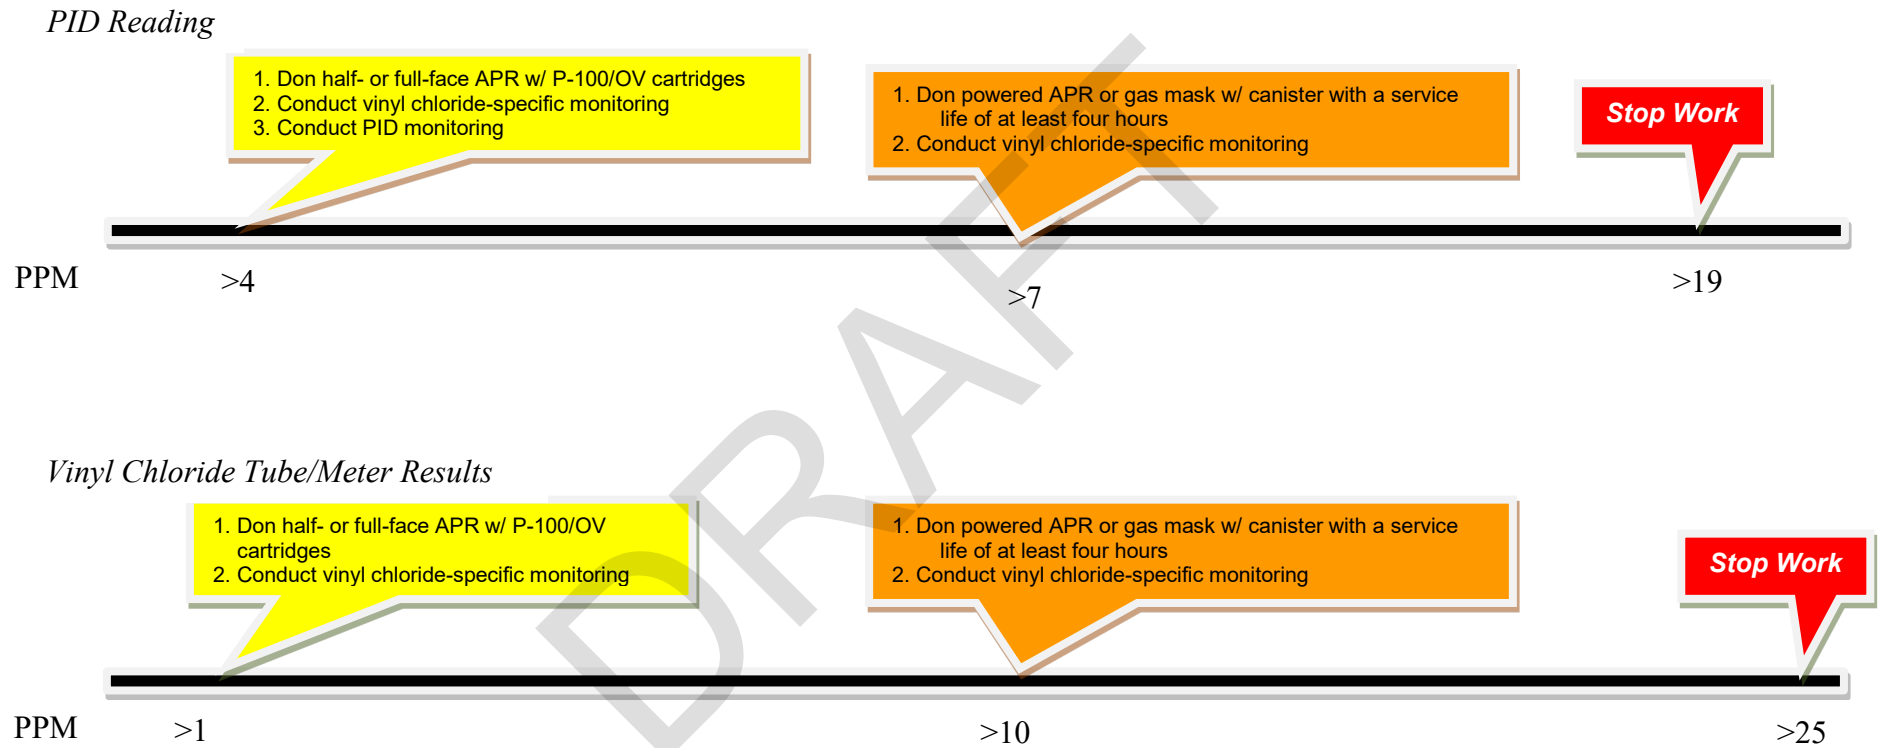 PID Reading
1. Don half- or full-face APR w/ P-100/OV cartridges
2. Conduct vinyl chloride-specific monitoring
3. Conduct PID monitoring
1. Don powered APR or gas mask w/ canister with a service
life of at least four hours
2. Conduct vinyl chloride-specific monitoring
Stop Work
PPM
>4
>7
>19
Vinyl Chloride Tube/Meter Results
1. Don half- or full-face APR w/ P-100/OV
cartridges
2. Conduct vinyl chloride-specific monitoring
1. Don powered APR or gas mask w/ canister with a service
life of at least four hours
2. Conduct vinyl chloride-specific monitoring
Stop Work
PPM
>1
>10
>25
DRAFT